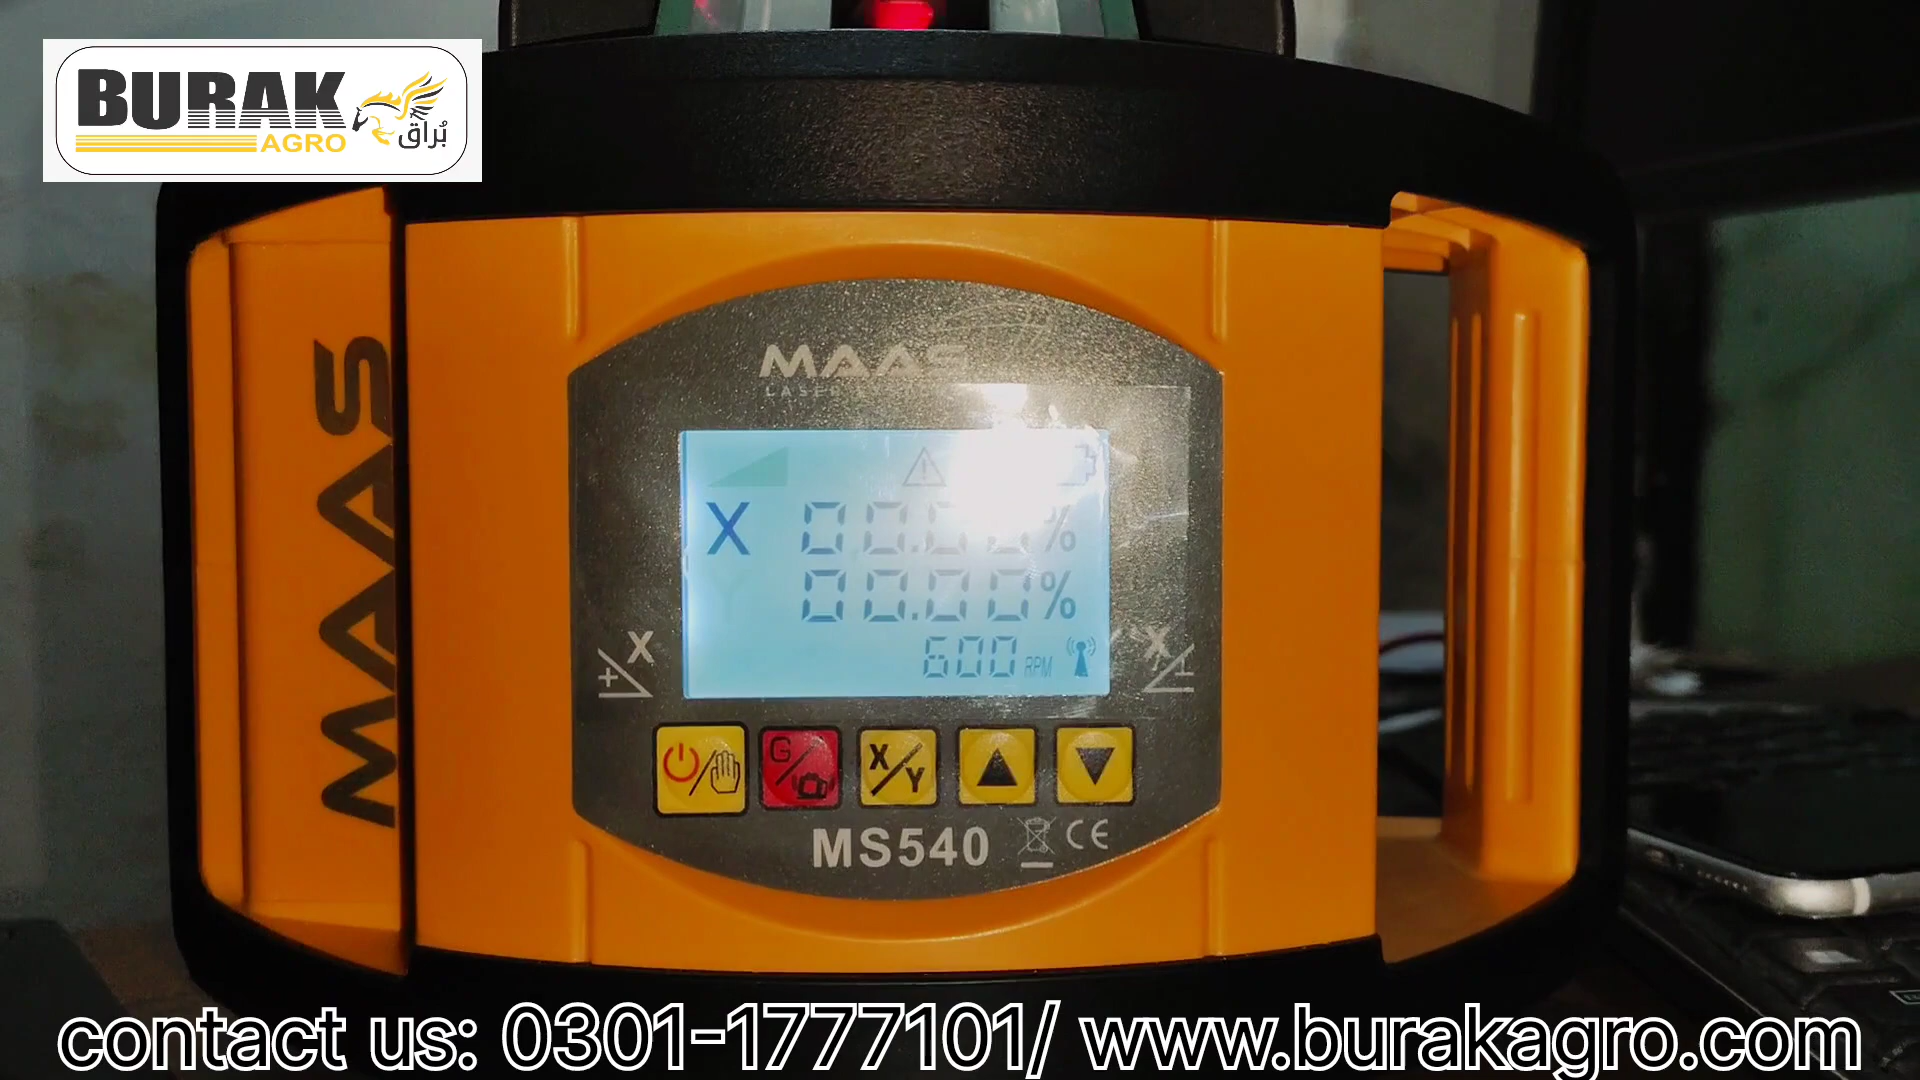 BURAK
AGRO
بُراق
MAAS
MAAS
LASER
X 00.00%
00.00%
600 RPM
X
X
G
X/Y
MS540 CE
contact us: 0301-1777101/ www.burakagro.com